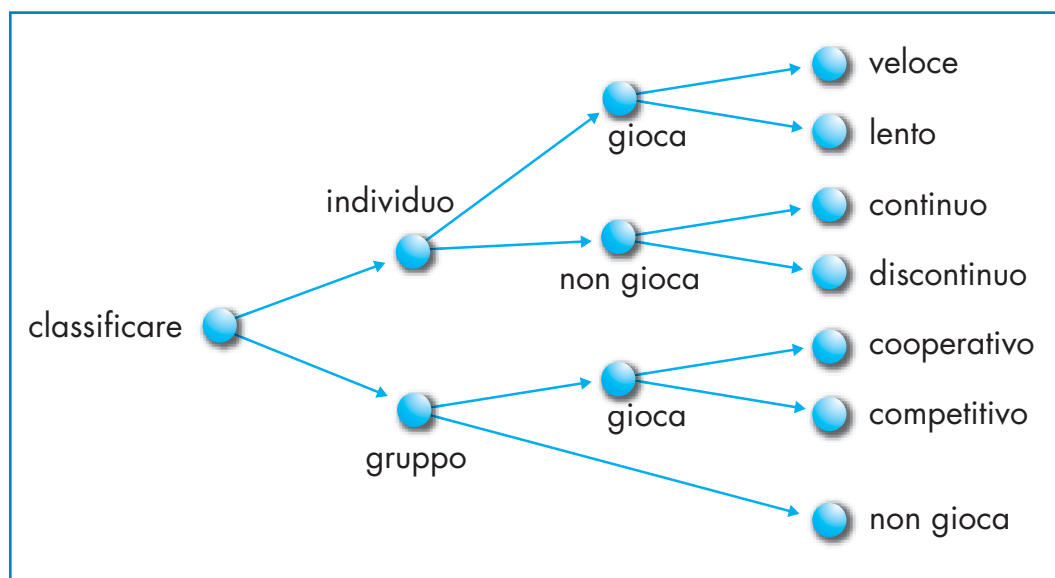 veloce
gioca
lento
individuo
continuo
non gioca
discontinuo
classificare
cooperativo
gioca
competitivo
gruppo
non gioca